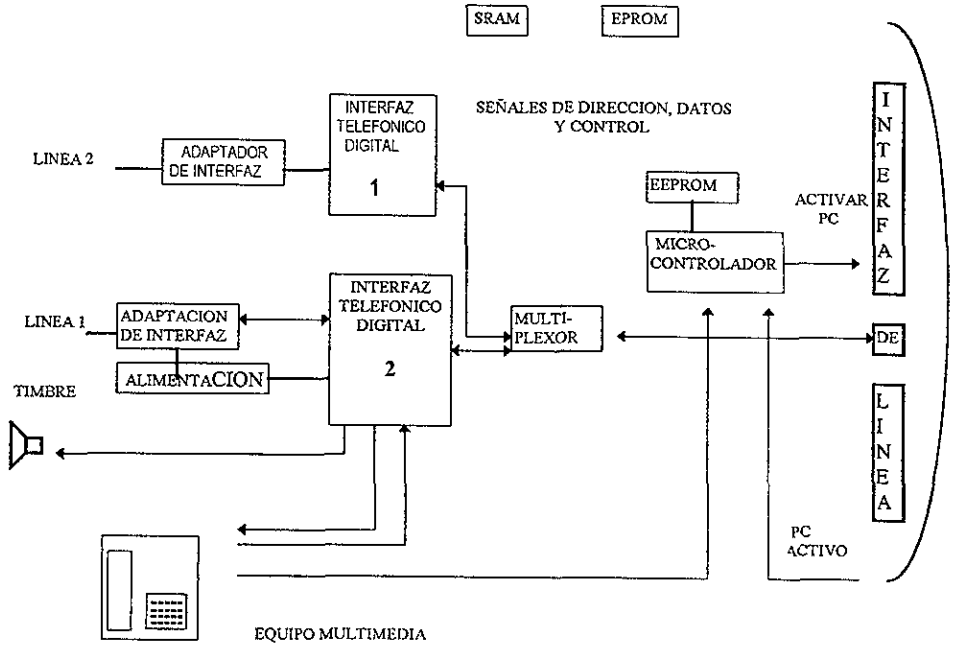 SRAM
EPROM
INTERFAZ
TELEFONICO
DIGITAL
1
SEÑALES DE DIRECCION, DATOS
Y CONTROL
LINEA 2
ADAPTADOR
DE INTERFAZ
EEPROM
ACTIVAR
PC
MICRO-
CONTROLADOR
INTERFAZ
DE
LINEA
INTERFAZ
TELEFONICO
DIGITAL
2
LINEA 1
ADAPTACION
DE INTERFAZ
MULTI-
PLEXOR
ALIMENTACION
TIMBRE
PC
ACTIVO
EQUIPO MULTIMEDIA